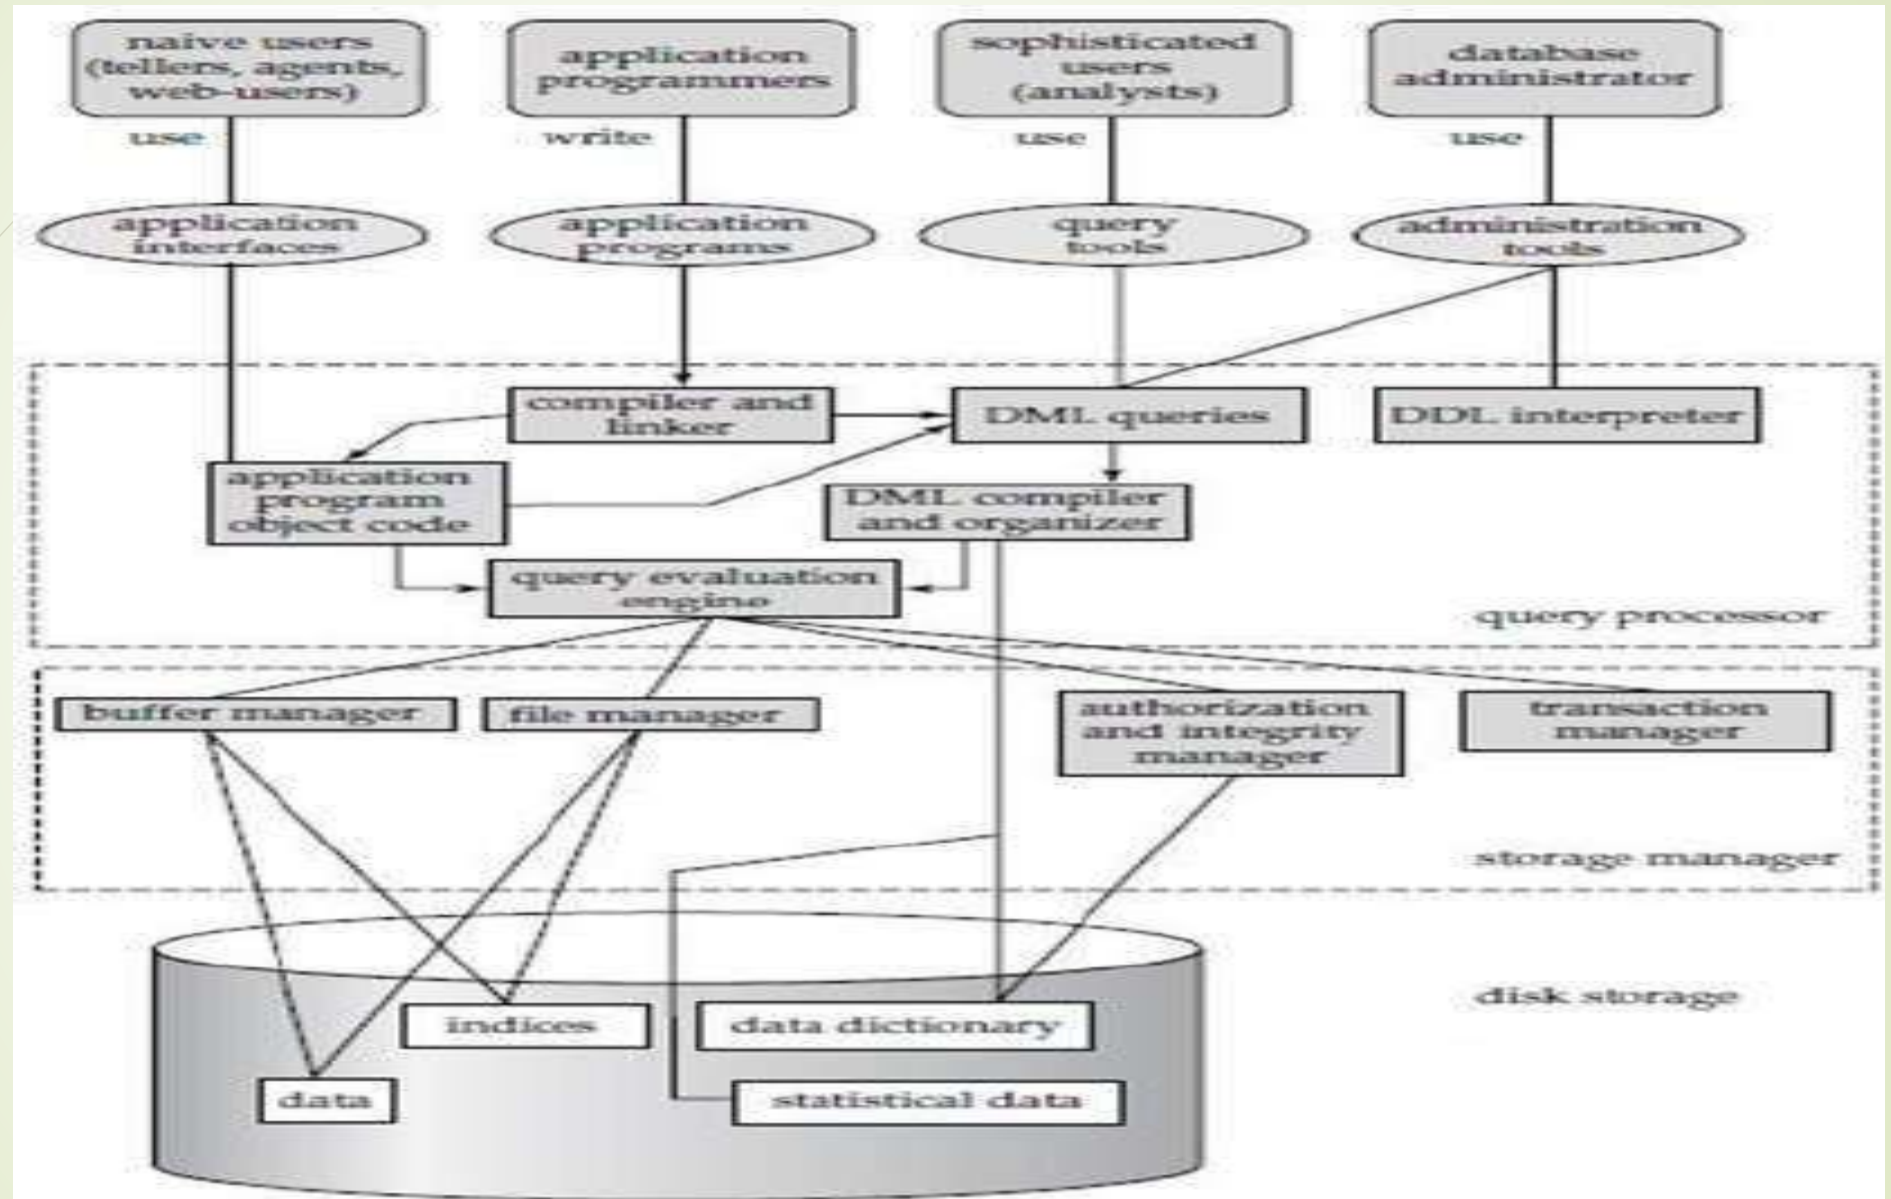 naive users
(tellers, agents,
web-users)
application
programmers
sophisticated
users
(analysts)
database
administrator
use
write
use
use
application
interfaces
application
programs
query
tools
administration
tools
compiler and
linker
DML queries
DDL interpreter
application
program
object code
DML compiler
and organizer
query evaluation
engine
query processor
buffer manager
file manager
authorization
and integrity
manager
transaction
manager
storage manager
disk storage
indices
data dictionary
data
statistical data